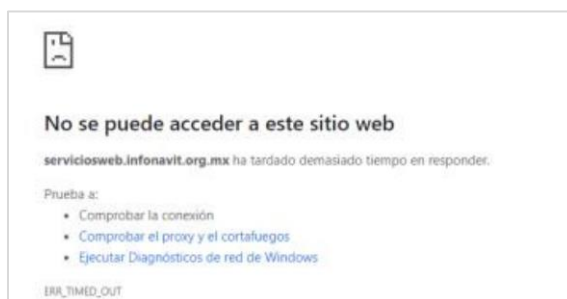 No se puede acceder a este sitio web
serviciosweb.infonavit.org.mx ha tardado demasiado tiempo en responder.
Prueba a:
• Comprobar la conexión
• Comprobar el proxy y el cortafuegos
• Ejecutar Diagnósticos de red de Windows
ERR_TIMED_OUT